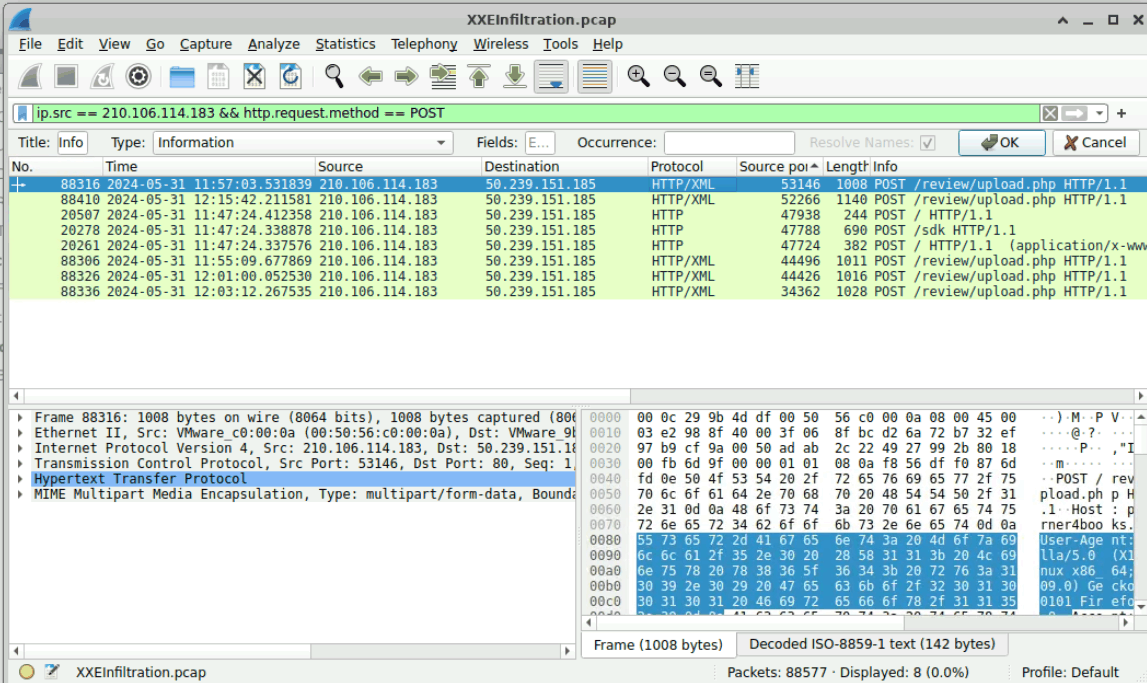 XXEInfiltration.pcap
File Edit View Go Capture Analyze Statistics Telephony Wireless Tools Help
ip.src == 210.106.114.183 && http.request.method == POST
Title: Info Type: Information Fields: E... Occurrence: Resolve Names: OK Cancel
No. Time Source Destination Protocol Source por Length Info
88316 2024-05-31 11:57:03.531839 210.106.114.183 50.239.151.185 HTTP/XML 53146 1008 POST /review/upload.php HTTP/1.1
88410 2024-05-31 12:15:42.211581 210.106.114.183 50.239.151.185 HTTP/XML 52266 1140 POST /review/upload.php HTTP/1.1
20507 2024-05-31 11:47:24.412358 210.106.114.183 50.239.151.185 HTTP 47938 244 POST / HTTP/1.1
20278 2024-05-31 11:47:24.338878 210.106.114.183 50.239.151.185 HTTP 47788 690 POST /sdk HTTP/1.1
20261 2024-05-31 11:47:24.337576 210.106.114.183 50.239.151.185 HTTP 47724 382 POST / HTTP/1.1 (application/x-www
88306 2024-05-31 11:55:09.677869 210.106.114.183 50.239.151.185 HTTP/XML 44496 1011 POST /review/upload.php HTTP/1.1
88326 2024-05-31 12:01:00.052530 210.106.114.183 50.239.151.185 HTTP/XML 44426 1016 POST /review/upload.php HTTP/1.1
88336 2024-05-31 12:03:12.267535 210.106.114.183 50.239.151.185 HTTP/XML 34362 1028 POST /review/upload.php HTTP/1.1
Frame 88316: 1008 bytes on wire (8064 bits), 1008 bytes captured (806
Ethernet II, Src: VMware_c0:00:0a (00:50:56:c0:00:0a), Dst: VMware_9b
Internet Protocol Version 4, Src: 210.106.114.183, Dst: 50.239.151.18
Transmission Control Protocol, Src Port: 53146, Dst Port: 80, Seq: 1,
Hypertext Transfer Protocol
MIME Multipart Media Encapsulation, Type: multipart/form-data, Bounda
0000 00 0c 29 9b 4d df 00 50 56 c0 00 0a 08 00 45 00 ··)·M··P V·····
0010 03 e2 98 8f 40 00 3f 06 8f bc d2 6a 72 b7 32 ef ····@·?·
0020 97 b9 cf 9a 00 50 ad ab 2c 22 49 27 99 2b 80 18 ·····P·· ,"I
0030 00 fb 6d 9f 00 00 01 01 08 0a f8 56 df f0 87 6d ··m·····
0040 fd 0e 50 4f 53 54 20 2f 72 65 76 69 65 77 2f 75 ··POST / rev
0050 70 6c 6f 61 64 2e 70 68 70 20 48 54 54 50 2f 31 pload.ph p H
0060 2e 31 0d 0a 48 6f 73 74 3a 20 70 61 67 65 74 75 .1··Host : p
0070 72 6e 65 72 34 62 6f 6f 6b 73 2e 6e 65 74 0d 0a rner4boo ks.
0080 55 73 65 72 2d 41 67 65 6e 74 3a 20 4d 6f 7a 69 User-Age nt:
0090 6c 6c 61 2f 35 2e 30 20 28 58 31 31 3b 20 4c 69 lla/5.0 (X1
00a0 6e 75 78 20 78 38 36 5f 36 34 3b 20 72 76 3a 31 nux x86_ 64;
00b0 30 39 2e 30 29 20 47 65 63 6b 6f 2f 32 30 31 30 09.0) Ge cko
00c0 30 31 30 31 20 46 69 72 65 66 6f 78 2f 31 31 35 0101 Fir efo
Frame (1008 bytes) Decoded ISO-8859-1 text (142 bytes)
XXEInfiltration.pcap Packets: 88577 · Displayed: 8 (0.0%) Profile: Default